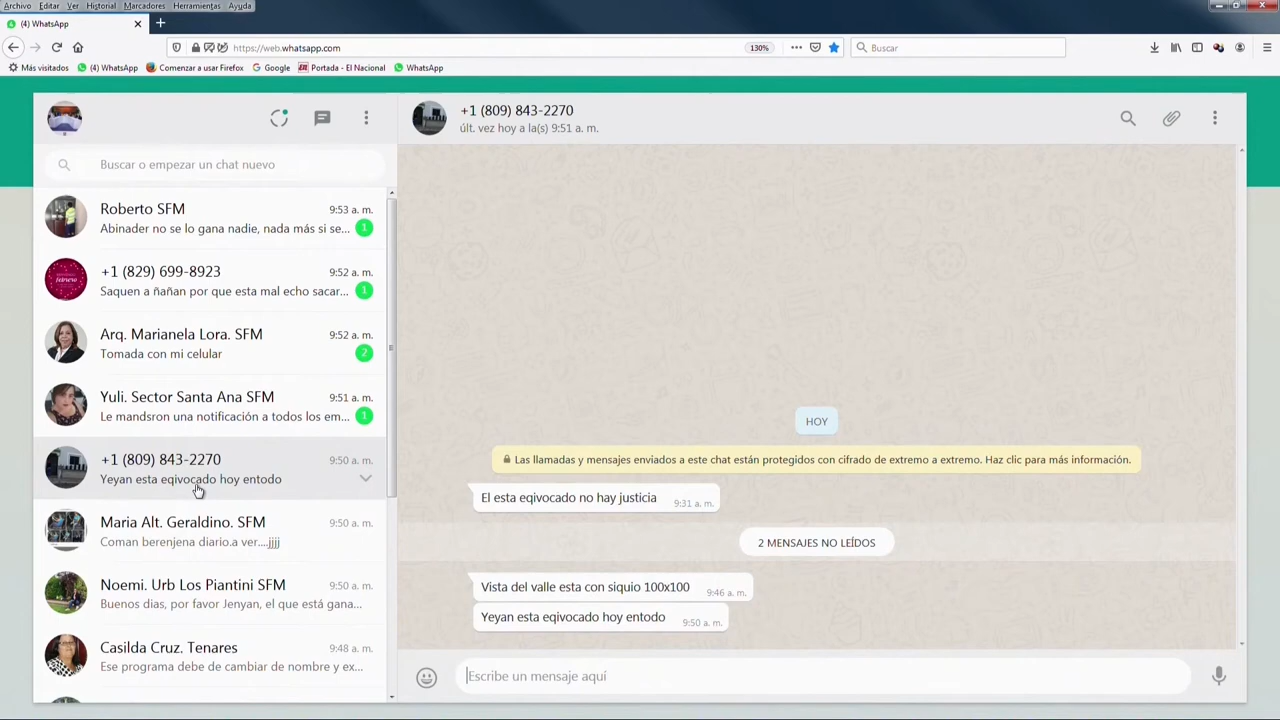 Archivo Editar Ver Historial Marcadores Herramientas Ayuda
(4) WhatsApp
https://web.whatsapp.com
130%
Buscar
Más visitados (4) WhatsApp Comenzar a usar Firefox Google Portada - El Nacional WhatsApp
+1 (809) 843-2270
últ. vez hoy a la(s) 9:51 a. m.
Buscar o empezar un chat nuevo
Roberto SFM 9:53 a. m.
Abinader no se lo gana nadie, nada más si se... 1
+1 (829) 699-8923 9:52 a. m.
Saquen a ñañan por que esta mal echo sacar... 1
Arq. Marianela Lora. SFM 9:52 a. m.
Tomada con mi celular 2
Yuli. Sector Santa Ana SFM 9:51 a. m.
Le mandsron una notificación a todos los em... 1
+1 (809) 843-2270 9:50 a. m.
Yeyan esta eqivocado hoy entodo
Maria Alt. Geraldino. SFM 9:50 a. m.
Coman berenjena diario.a ver....jjjj
Noemi. Urb Los Piantini SFM 9:50 a. m.
Buenos dias, por favor Jenyan, el que está gana...
Casilda Cruz. Tenares 9:48 a. m.
Ese programa debe de cambiar de nombre y ex...
HOY
Las llamadas y mensajes enviados a este chat están protegidos con cifrado de extremo a extremo. Haz clic para más información.
El esta eqivocado no hay justicia 9:31 a. m.
2 MENSAJES NO LEÍDOS
Vista del valle esta con siquio 100x100 9:46 a. m.
Yeyan esta eqivocado hoy entodo 9:50 a. m.
Escribe un mensaje aquí